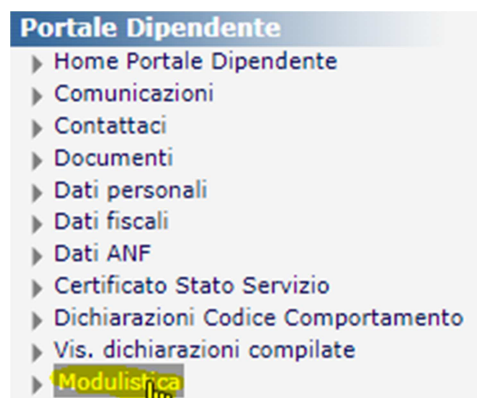 Portale Dipendente
Home Portale Dipendente
Comunicazioni
Contattaci
Documenti
Dati personali
Dati fiscali
Dati ANF
Certificato Stato Servizio
Dichiarazioni Codice Comportamento
Vis. dichiarazioni compilate
Modulistica